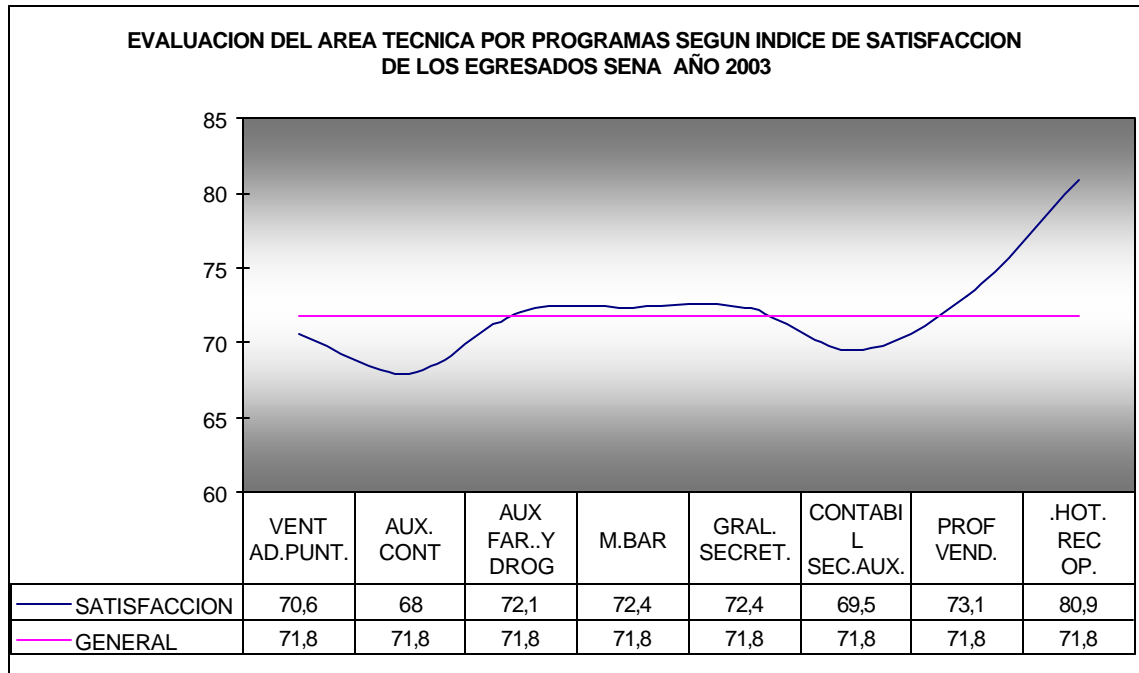 EVALUACION DEL AREA TECNICA POR PROGRAMAS SEGUN INDICE DE SATISFACCION
DE LOS EGRESADOS SENA AÑO 2003
85
80
75
70
65
60
VENT
AD.PUNT.
AUX.
CONT
AUX
FAR..Y
DROG
M.BAR
GRAL.
SECRET.
CONTABI
L
SEC.AUX.
PROF
VEND.
.HOT.
REC
OP.
SATISFACCION 70,6 68 72,1 72,4 72,4 69,5 73,1 80,9
GENERAL 71,8 71,8 71,8 71,8 71,8 71,8 71,8 71,8